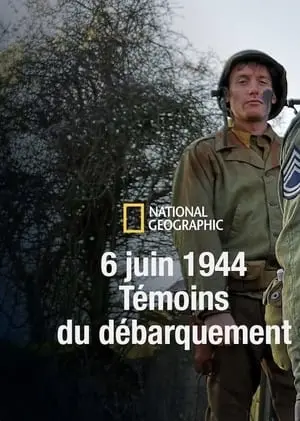 NATIONAL
GEOGRAPHIC
6 juin 1944
Témoins
du débarquement